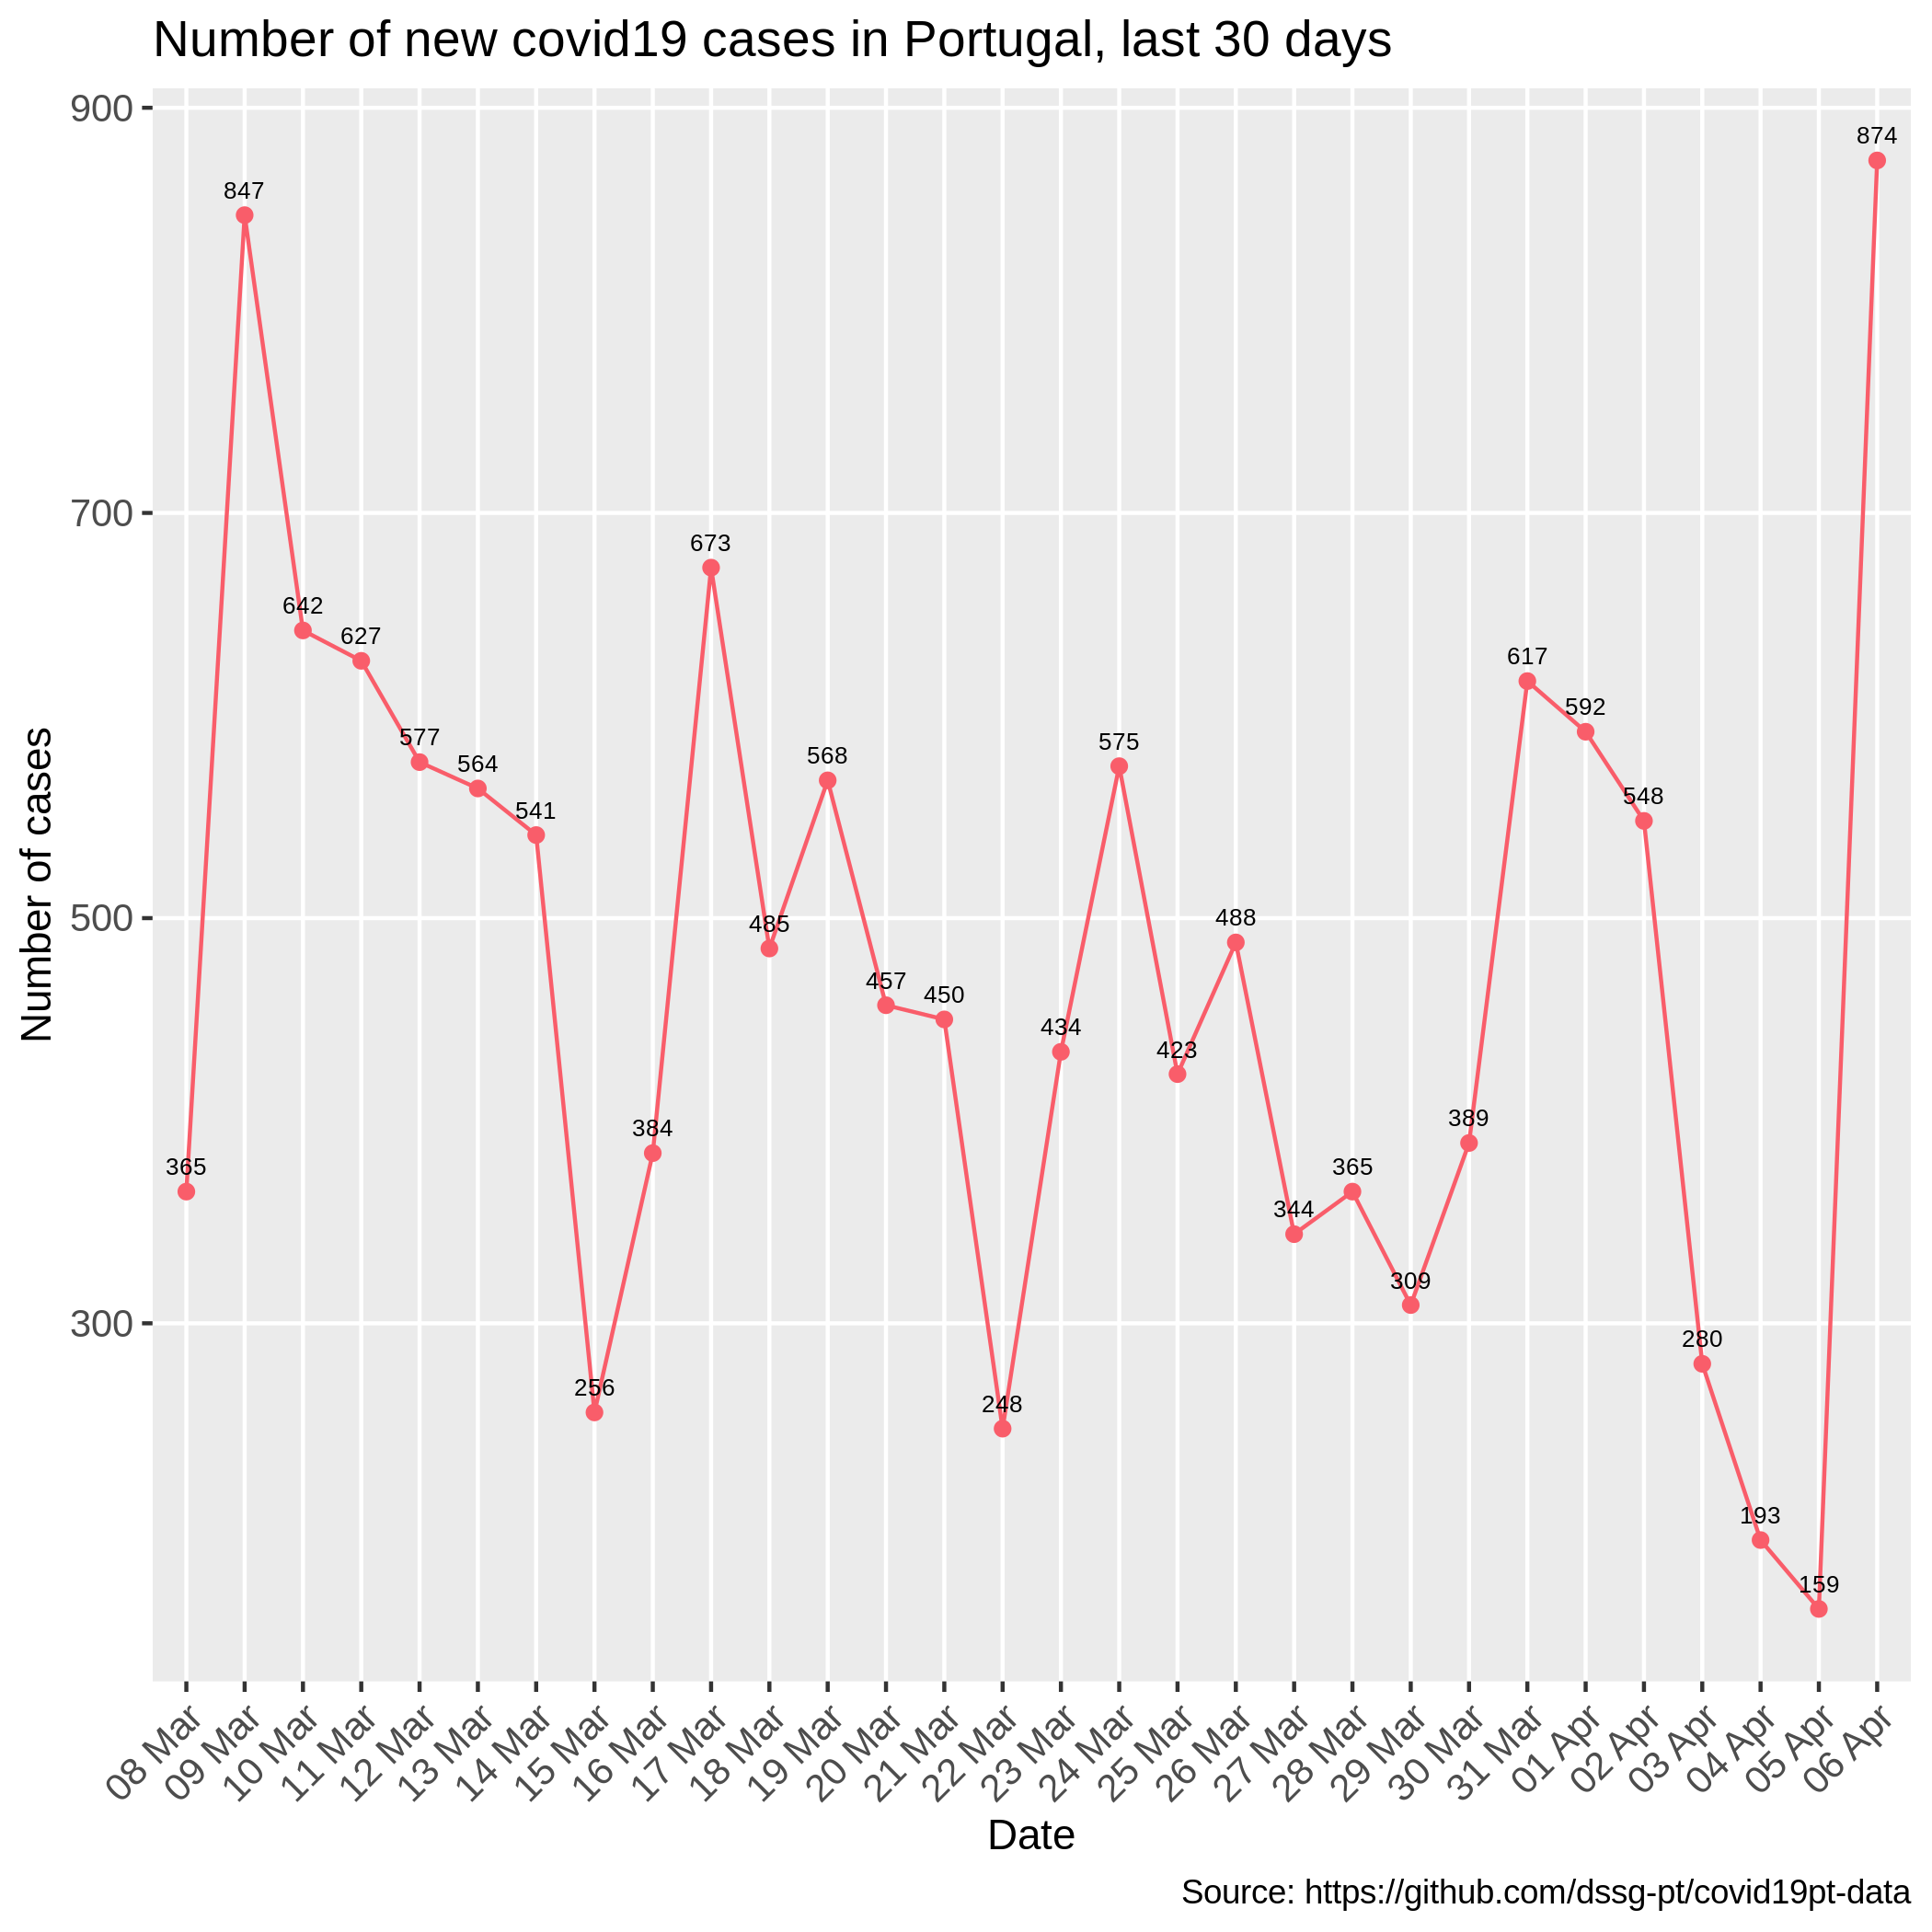 Number of new covid19 cases in Portugal, last 30 days
Number of cases
900
700
500
300
365
847
642
627
577
564
541
256
384
673
485
568
457
450
248
434
575
423
488
344
365
309
389
617
592
548
280
193
159
874
08 Mar
09 Mar
10 Mar
11 Mar
12 Mar
13 Mar
14 Mar
15 Mar
16 Mar
17 Mar
18 Mar
19 Mar
20 Mar
21 Mar
22 Mar
23 Mar
24 Mar
25 Mar
26 Mar
27 Mar
28 Mar
29 Mar
30 Mar
31 Mar
01 Apr
02 Apr
03 Apr
04 Apr
05 Apr
06 Apr
Date
Source: https://github.com/dssg-pt/covid19pt-data